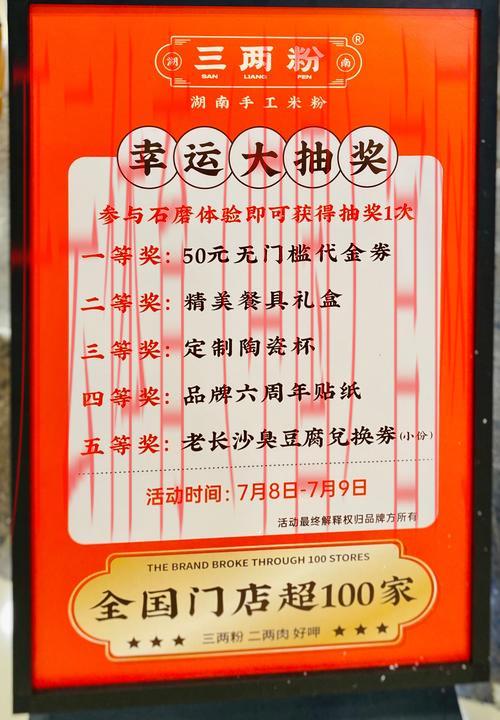 湖 三两粉 南 ®
SAN LIANG FEN
湖南手工米粉
幸运大抽奖
参与石磨体验即可获得抽奖1次
一等奖：50元无门槛代金券
二等奖：精美餐具礼盒
三等奖：定制陶瓷杯
四等奖：品牌六周年贴纸
五等奖：老长沙臭豆腐兑换券(小份)
活动时间：7月8日-7月9日
活动最终解释权归品牌方所有
THE BRAND BROKE THROUGH 100 STORES
全国门店超100家
★★★ 三两粉 二两肉 好呷 ★★★